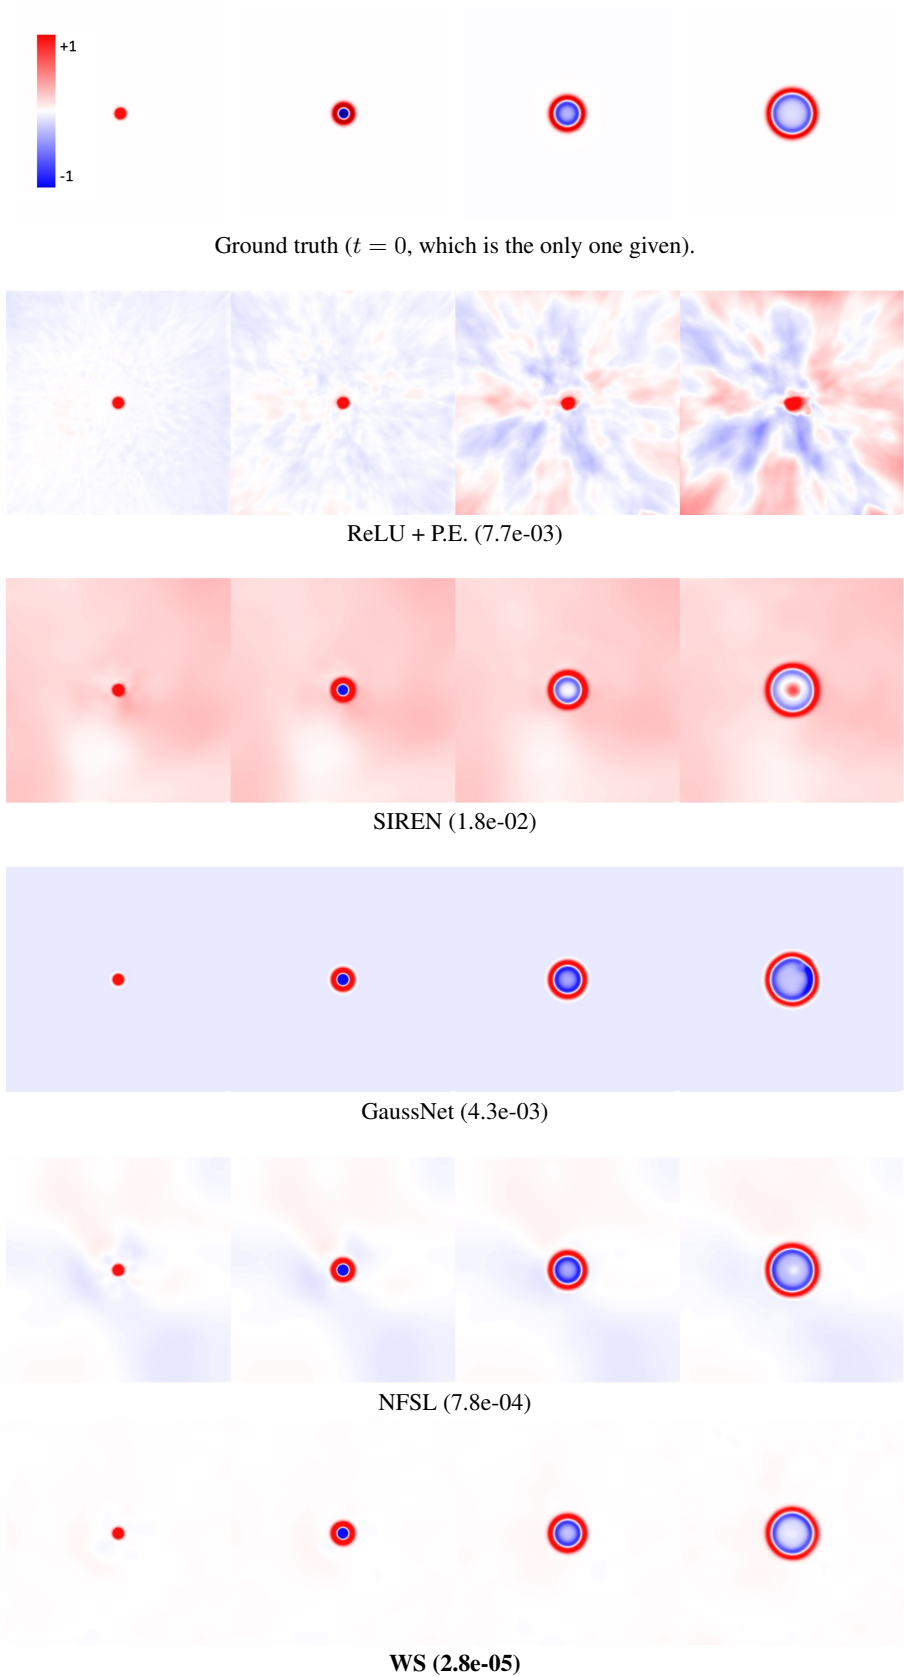 +1
-1
Ground truth (t = 0, which is the only one given).
ReLU + P.E. (7.7e-03)
SIREN (1.8e-02)
GaussNet (4.3e-03)
NFSL (7.8e-04)
WS (2.8e-05)